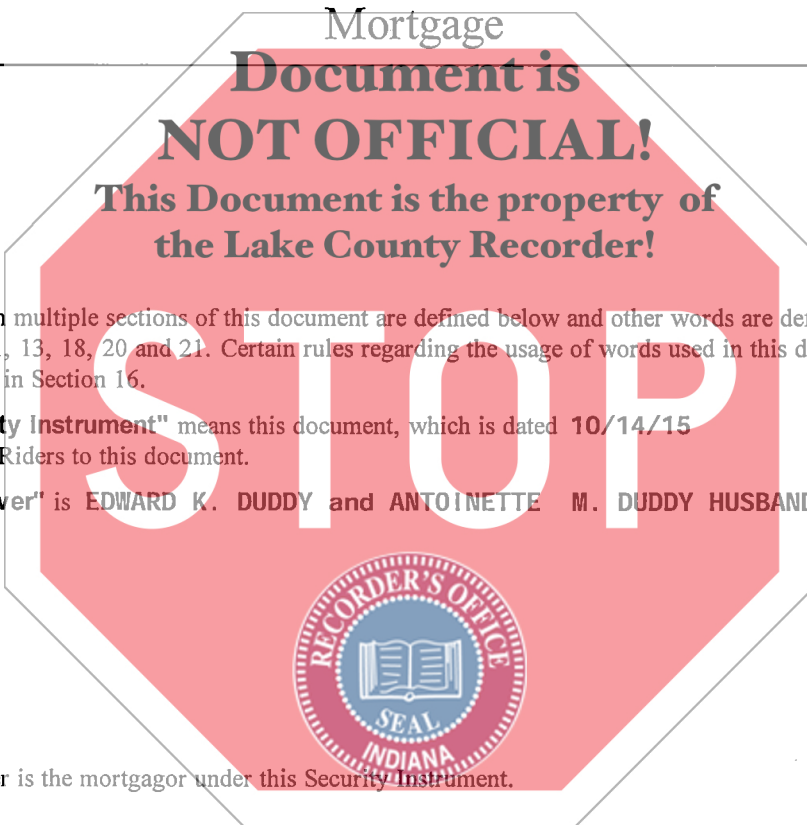 Mortgage
Document is
NOT OFFICIAL!
This Document is the property of
the Lake County Recorder!
multiple sections of this document are defined below and other words are
13, 18, 20 and 21. Certain rules regarding the usage of words used in this
in Section 16.
Instrument" means this document, which is dated 10/14/15
Riders to this document.
is EDWARD K. DUDDY and ANTOINETTE M. DUDDY HUSBAND
STOP
RECORDER'S OFFICE
SEAL
INDIANA
is the mortgagor under this Security Instrument.